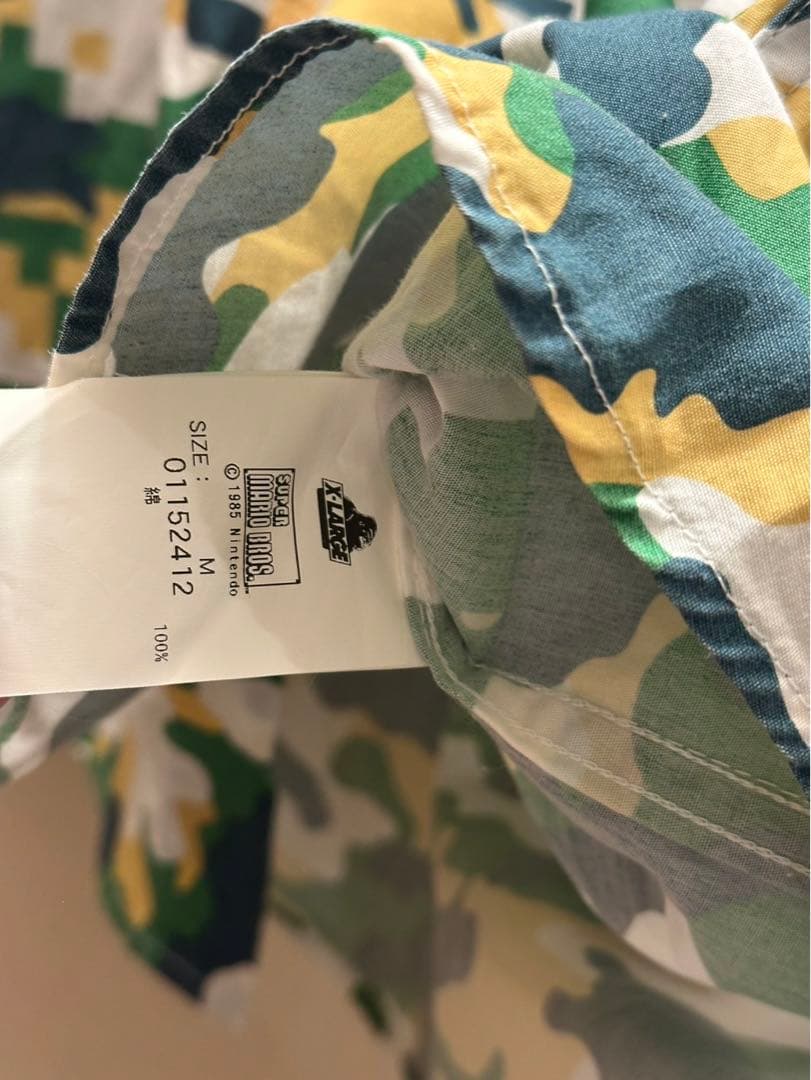 X-LARGE
SUPER
MARIO BROS.
© 1985 Nintendo
SIZE : M
01152412
綿 100%